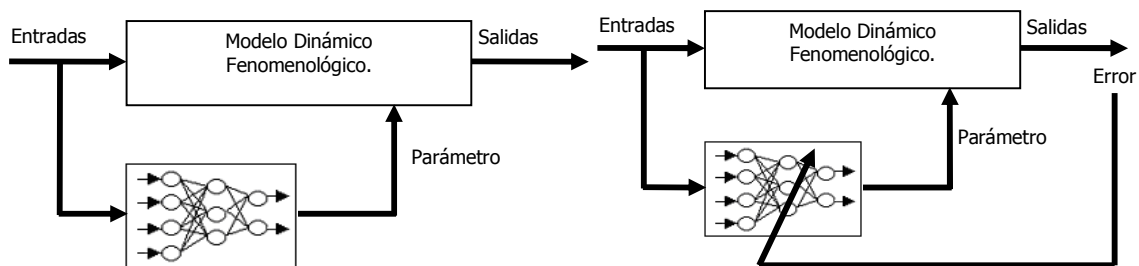 Entradas
Modelo Dinámico
Fenomenológico.
Salidas
Parámetro
Entradas
Modelo Dinámico
Fenomenológico.
Salidas
Error
Parámetro